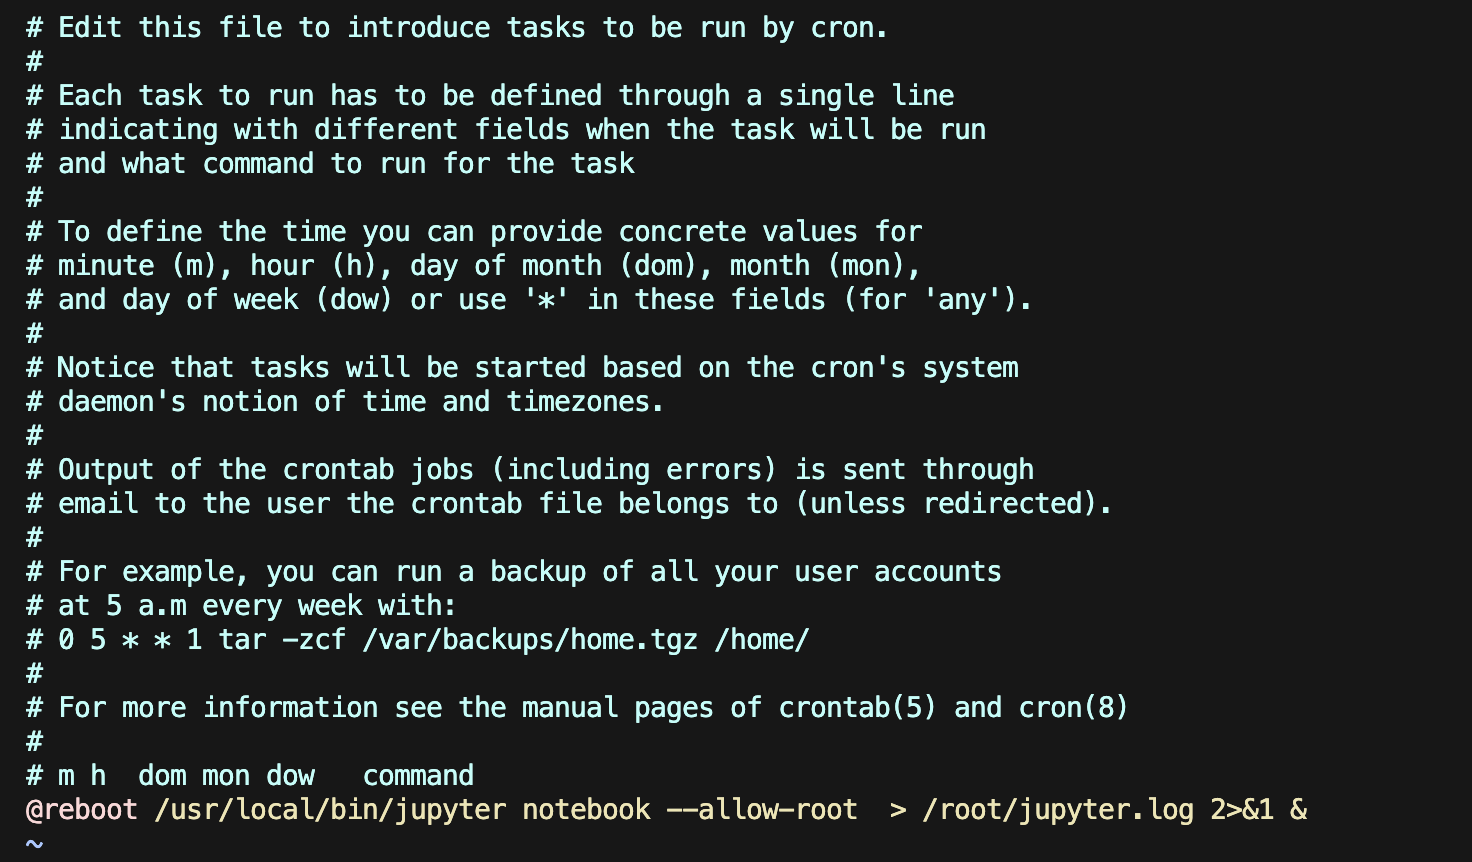 # Edit this file to introduce tasks to be run by cron.
#
# Each task to run has to be defined through a single line
# indicating with different fields when the task will be run
# and what command to run for the task
#
# To define the time you can provide concrete values for
# minute (m), hour (h), day of month (dom), month (mon),
# and day of week (dow) or use '*' in these fields (for 'any').
#
# Notice that tasks will be started based on the cron's system
# daemon's notion of time and timezones.
#
# Output of the crontab jobs (including errors) is sent through
# email to the user the crontab file belongs to (unless redirected).
#
# For example, you can run a backup of all your user accounts
# at 5 a.m every week with:
# 0 5 * * 1 tar -zcf /var/backups/home.tgz /home/
#
# For more information see the manual pages of crontab(5) and cron(8)
#
# m h  dom mon dow   command
@reboot /usr/local/bin/jupyter notebook --allow-root  > /root/jupyter.log 2>&1 &
~